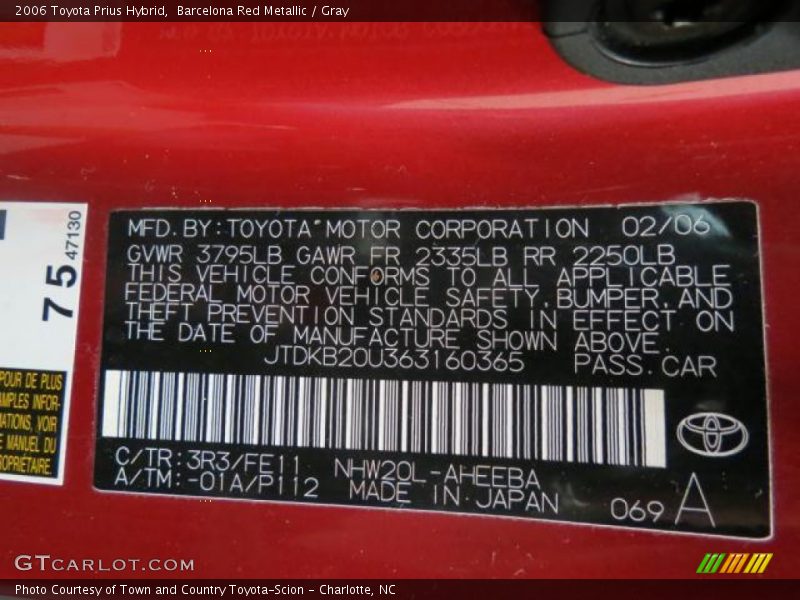 2006 Toyota Prius Hybrid, Barcelona Red Metallic / Gray
MFD. BY: TOYOTA MOTOR CORPORATION 02/06
GVWR 3795LB GAWR FR 2335LB RR 2250LB
THIS VEHICLE CONFORMS TO ALL APPLICABLE
FEDERAL MOTOR VEHICLE SAFETY, BUMPER, AND
THEFT PREVENTION STANDARDS IN EFFECT ON
THE DATE OF MANUFACTURE SHOWN ABOVE.
JTDKB20U363160365 PASS. CAR
C/TR: 3R3/FE11 NHW20L-AHEEBA
A/TM: -01A/P112 MADE IN JAPAN 069 A
75 47130
POUR DE PLUS
AMPLES INFOR-
MATIONS, VOIR
LE MANUEL DU
PROPRIETAIRE.
GTCARLOT.COM
Photo Courtesy of Town and Country Toyota-Scion - Charlotte, NC